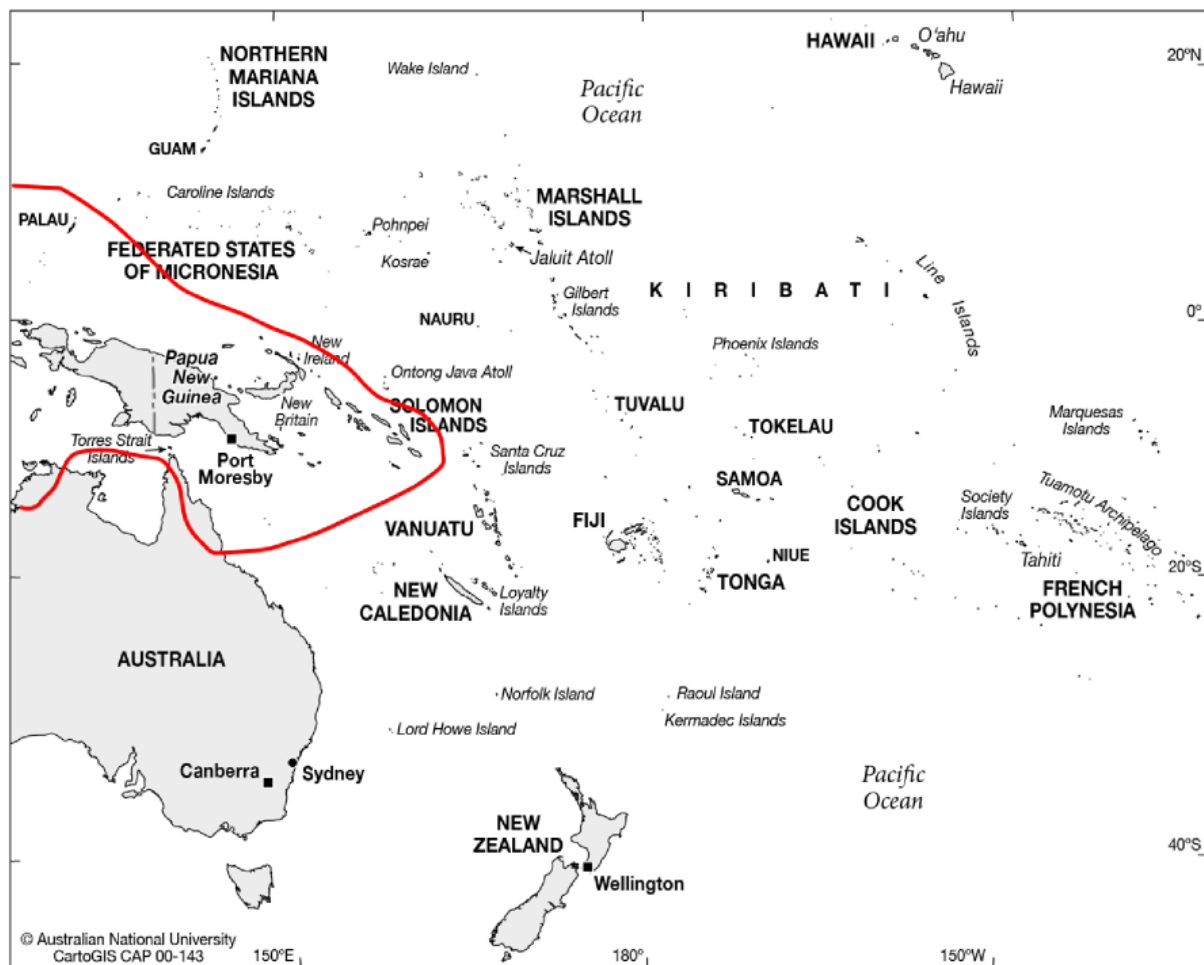 NORTHERN
MARIANA
ISLANDS
Wake Island
Pacific
Ocean
HAWAII
O'ahu
Hawaii
20°N
GUAM
Caroline Islands
PALAU
FEDERATED STATES
OF MICRONESIA
Pohnpei
Kosrae
MARSHALL
ISLANDS
Jaluit Atoll
Gilbert
Islands
KIRIBATI
Line Islands
NAURU
0°
New
Ireland
Phoenix Islands
Papua
New
Guinea
Ontong Java Atoll
New
Britain
SOLOMON
ISLANDS
TUVALU
TOKELAU
Marquesas
Islands
Torres Strait
Islands
Port
Moresby
Santa Cruz
Islands
SAMOA
COOK
ISLANDS
Society
Islands
Tuamotu Archipelago
VANUATU
FIJI
NIUE
Tahiti
20°S
NEW
CALEDONIA
Loyalty
Islands
TONGA
FRENCH
POLYNESIA
AUSTRALIA
Norfolk Island
Raoul Island
Lord Howe Island
Kermadec Islands
Canberra
Sydney
Pacific
Ocean
NEW
ZEALAND
Wellington
40°S
© Australian National University
CartoGIS CAP 00-143
150°E
180°
150°W